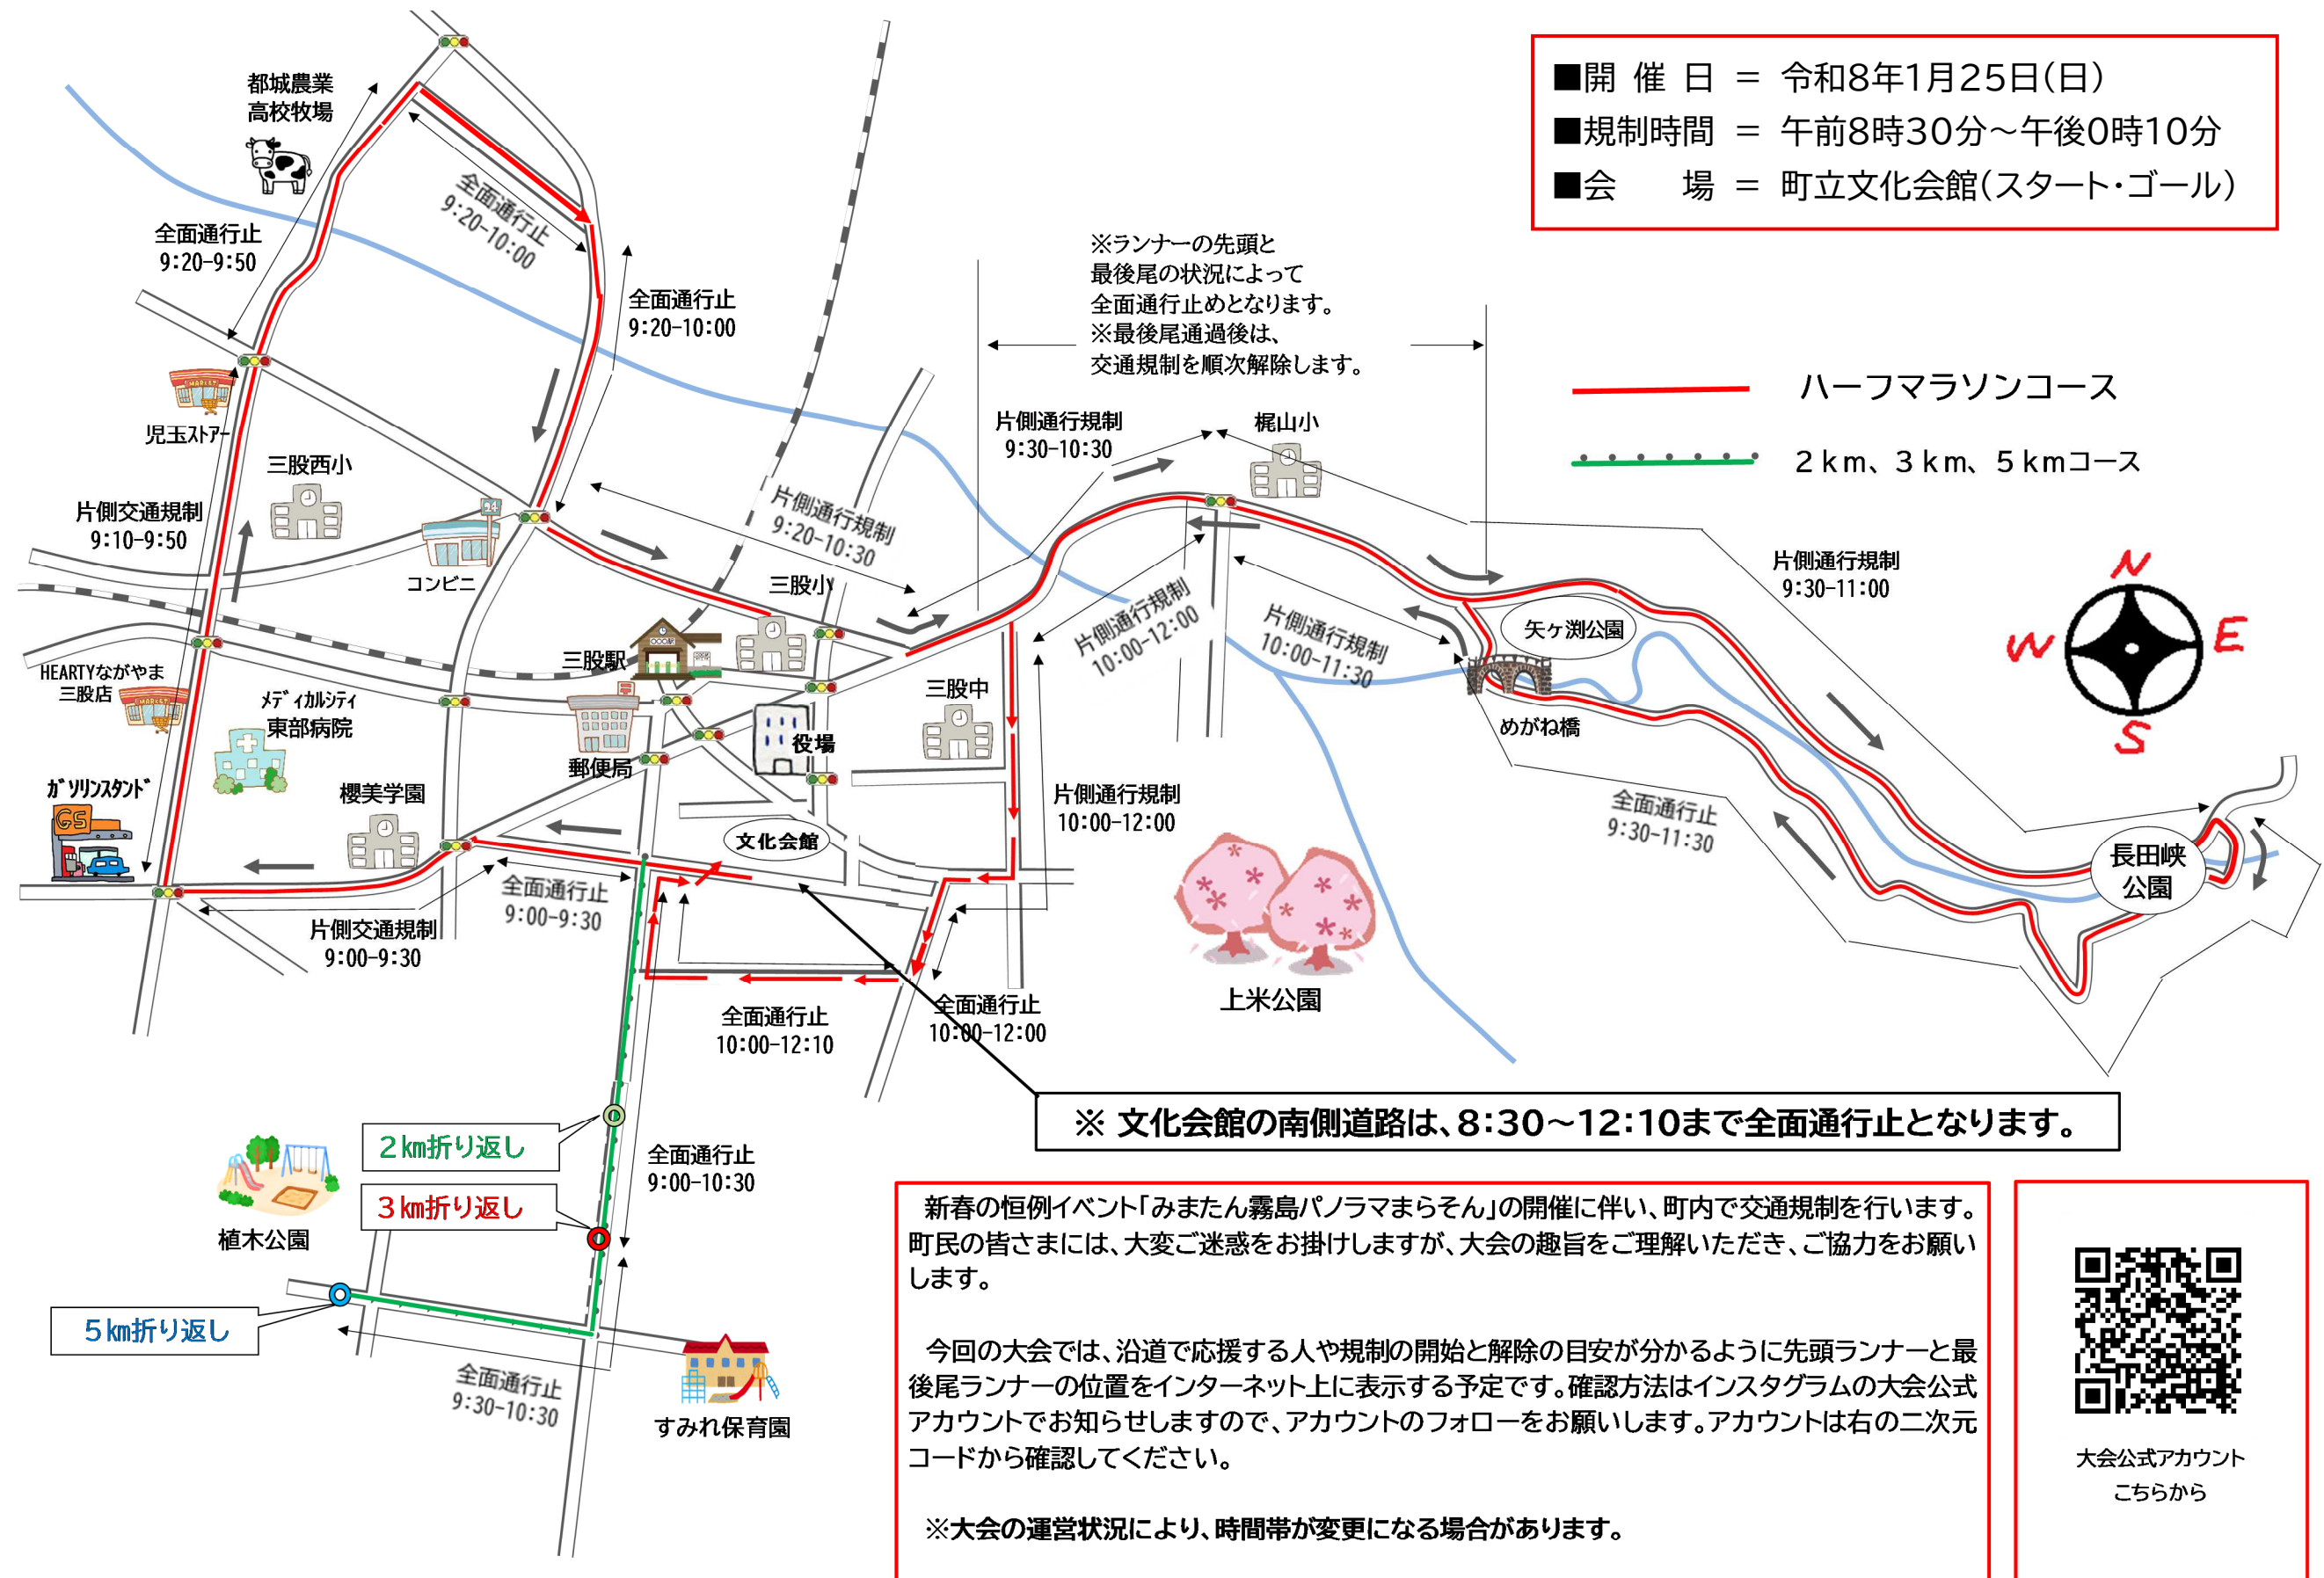 ■開 催 日 = 令和8年1月25日(日)
■規制時間 = 午前8時30分～午後0時10分
■会 場 = 町立文化会館(スタート・ゴール)
都城農業
高校牧場
全面通行止
9:20-9:50
全面通行止
9:20-10:00
全面通行止
9:20-10:00
※ランナーの先頭と
最後尾の状況によって
全面通行止めとなります。
※最後尾通過後は、
交通規制を順次解除します。
ハーフマラソンコース
2km、3km、5kmコース
MARKET
児玉ストアー
三股西小
片側交通規制
9:10-9:50
24
コンビニ
片側通行規制
9:20-10:30
三股小
片側通行規制
9:30-10:30
梶山小
片側通行規制
9:30-11:00
片側通行規制
10:00-12:00
片側通行規制
10:00-11:30
矢ヶ渕公園
めがね橋
N
W
E
S
HEARTYながやま
三股店
MARKET
メディカルシティ
東部病院
三股駅
郵便局
役場
三股中
ガソリンスタンド
GS
櫻美学園
文化会館
片側通行規制
10:00-12:00
全面通行止
9:30-11:30
長田峡
公園
全面通行止
9:00-9:30
片側交通規制
9:00-9:30
全面通行止
10:00-12:10
全面通行止
10:00-12:00
上米公園
※ 文化会館の南側道路は、8:30～12:10まで全面通行止となります。
2㎞折り返し
3㎞折り返し
5㎞折り返し
植木公園
全面通行止
9:00-10:30
全面通行止
9:30-10:30
すみれ保育園
新春の恒例イベント「みまたん霧島パノラマまらそん」の開催に伴い、町内で交通規制を行います。
町民の皆さまには、大変ご迷惑をお掛けしますが、大会の趣旨をご理解いただき、ご協力をお願い
します。
今回の大会では、沿道で応援する人や規制の開始と解除の目安が分かるように先頭ランナーと最
後尾ランナーの位置をインターネット上に表示する予定です。確認方法はインスタグラムの大会公式
アカウントでお知らせしますので、アカウントのフォローをお願いします。アカウントは右の二次元
コードから確認してください。
※大会の運営状況により、時間帯が変更になる場合があります。
大会公式アカウント
こちらから